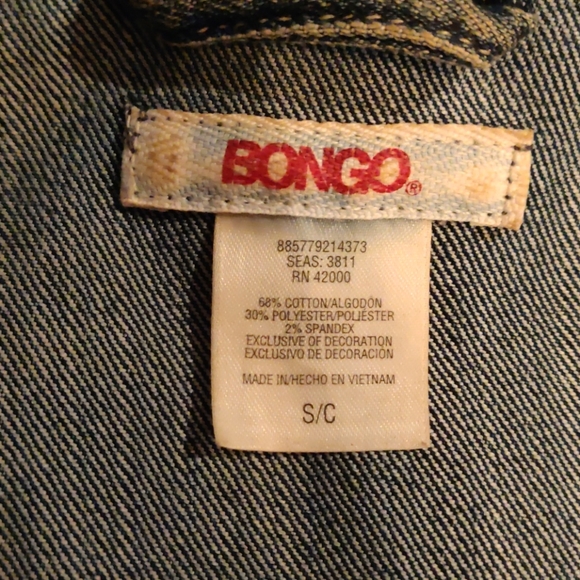 BONGO®
885779214373
SEAS: 3811
RN 42000
68% COTTON/ALGODÓN
30% POLYESTER/POLIÉSTER
2% SPANDEX
EXCLUSIVE OF DECORATION
EXCLUSIVO DE DECORACIÓN
MADE IN/HECHO EN VIETNAM
S/C